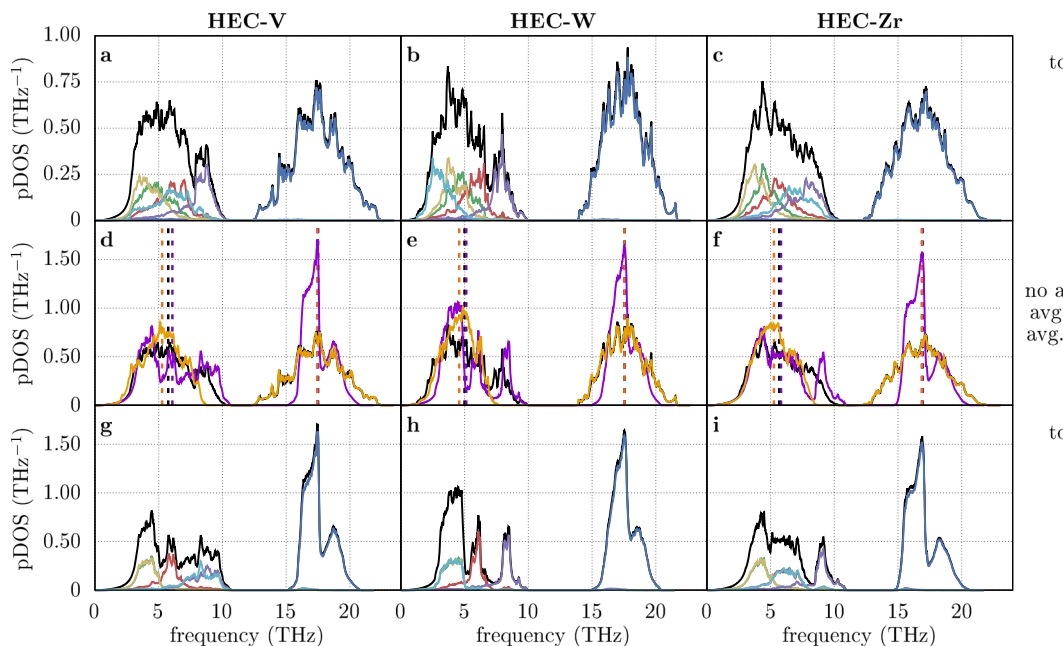 HEC-V HEC-W HEC-Zr
1.00 a b c to
0.75
0.50
0.25
0
pDOS (THz⁻¹)
d e f
1.50
1.00
0.50
0
pDOS (THz⁻¹)
no a
avg
avg.
g h i to
1.50
1.00
0.50
0
pDOS (THz⁻¹)
0 5 10 15 20 0 5 10 15 20 0 5 10 15 20
frequency (THz) frequency (THz) frequency (THz)